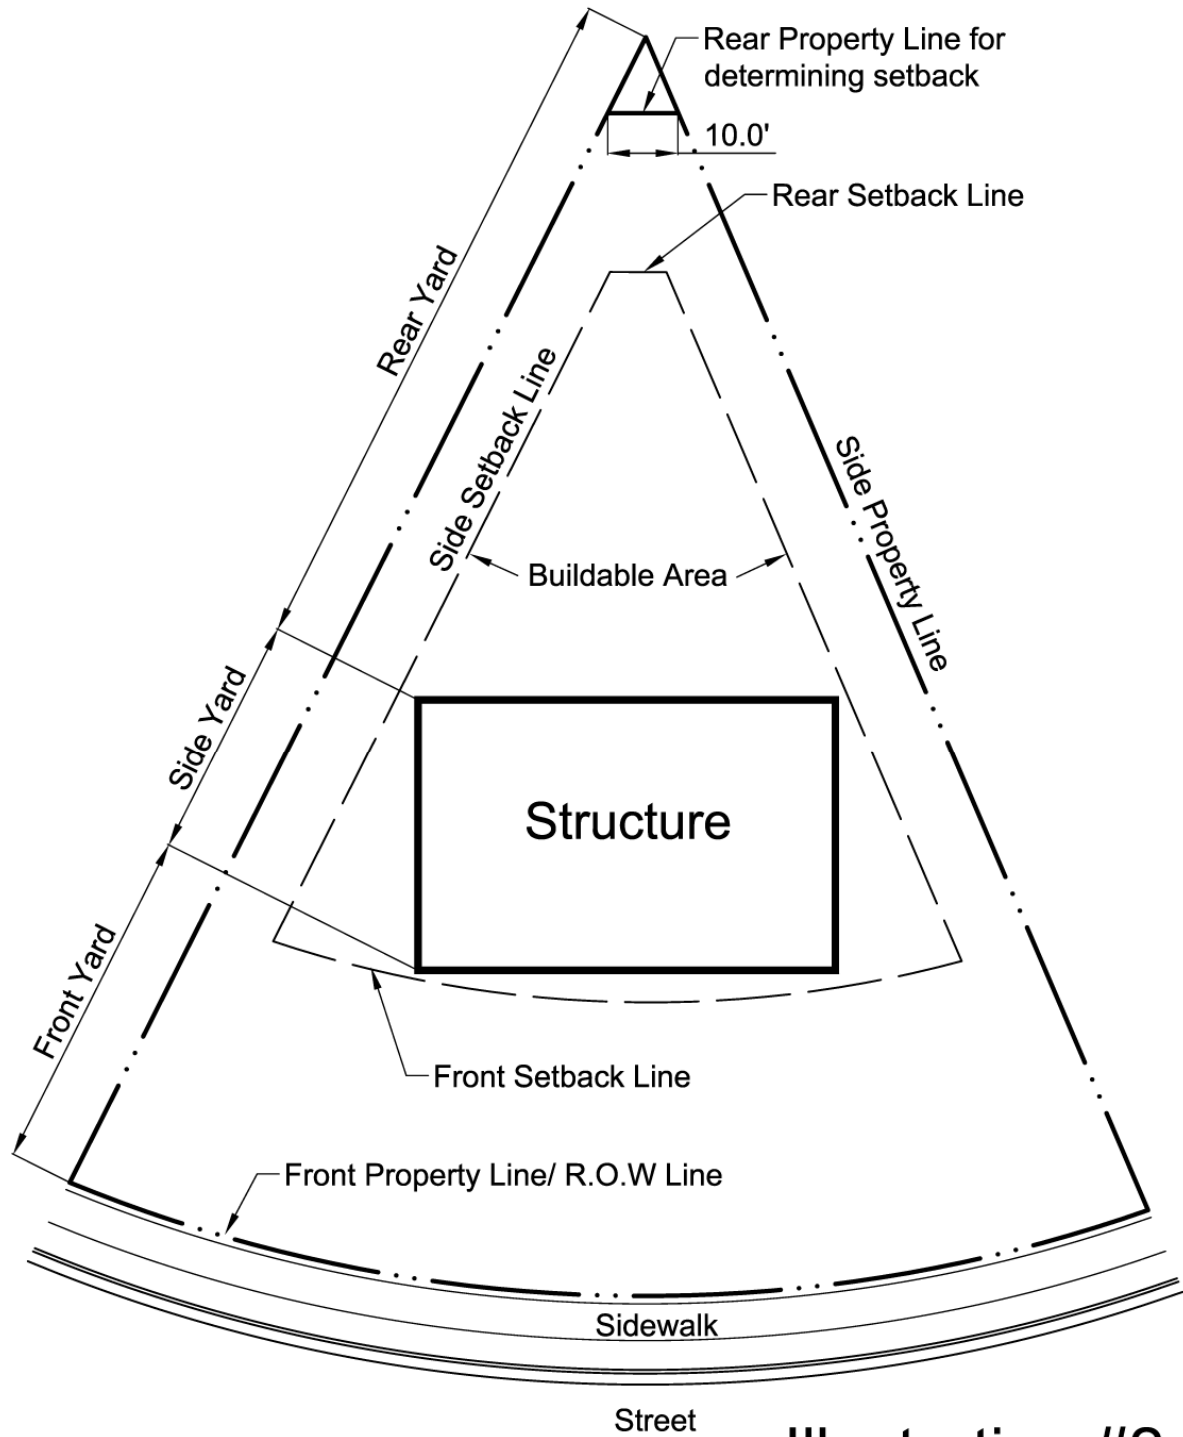 Rear Property Line for
determining setback
10.0'
Rear Setback Line
Rear Yard
Side Setback Line
Side Property Line
Buildable Area
Side Yard
Structure
Front Yard
Front Setback Line
Front Property Line/ R.O.W Line
Sidewalk
Street